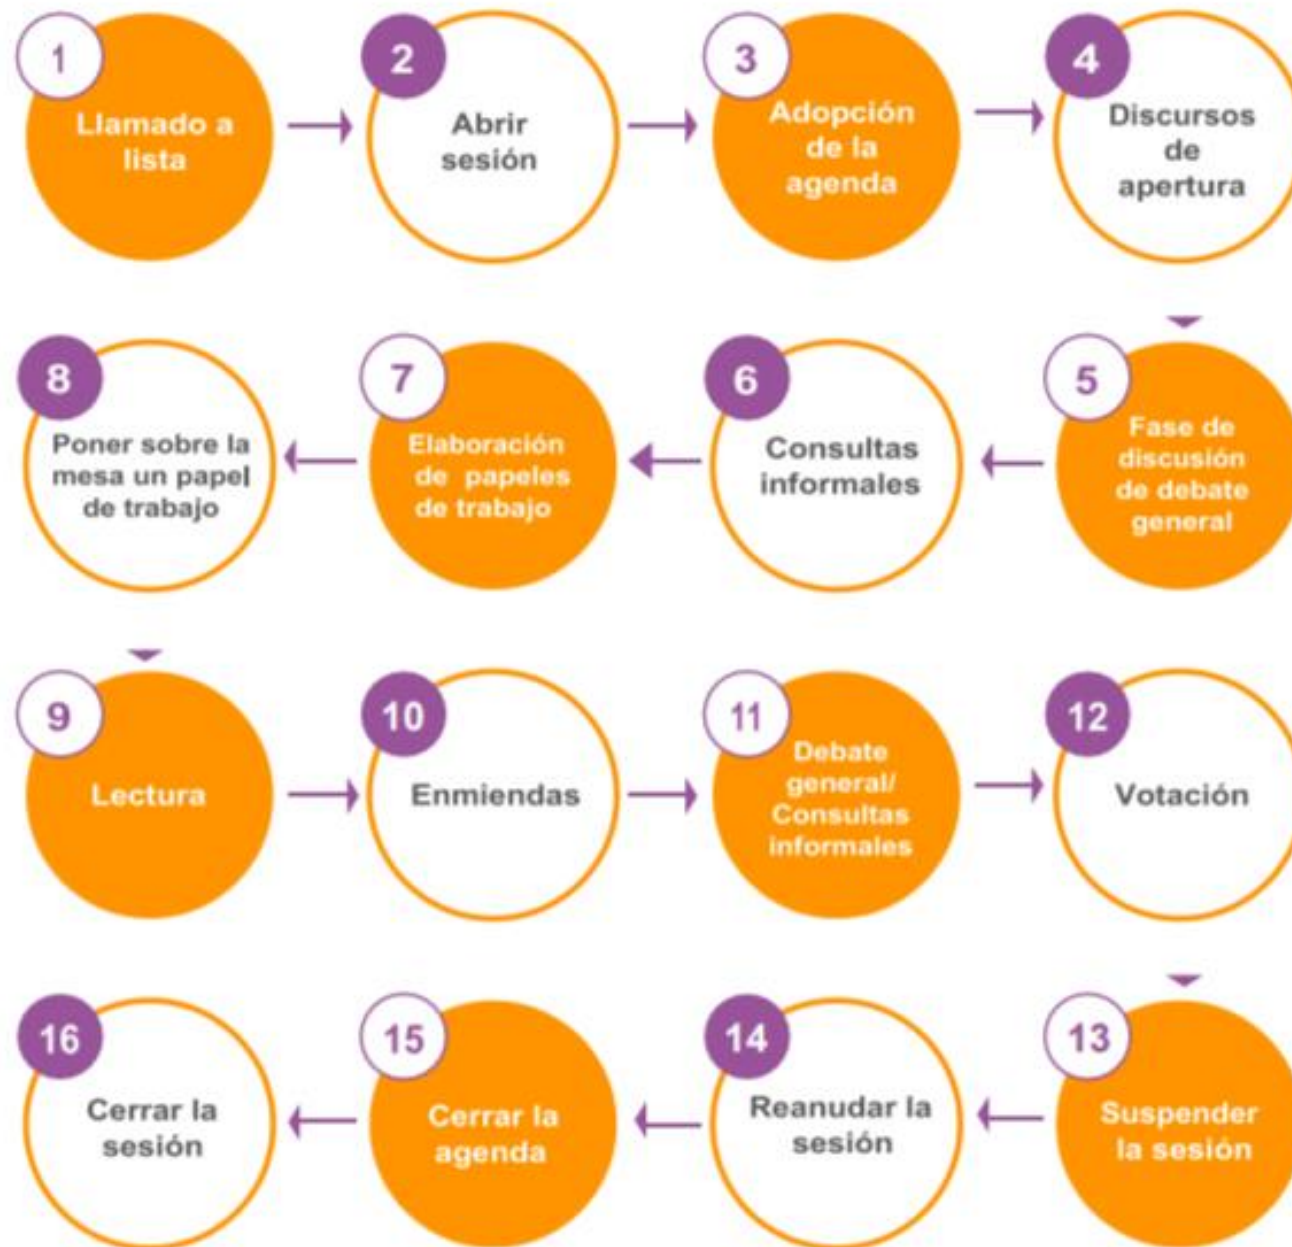 1
Llamado a
lista
2
Abrir
sesión
3
Adopción
de la
agenda
4
Discursos
de
apertura
5
Fase de
discusión
de debate
general
6
Consultas
informales
7
Elaboración
de papeles
de trabajo
8
Poner sobre la
mesa un papel
de trabajo
9
Lectura
10
Enmiendas
11
Debate
general/
Consultas
informales
12
Votación
13
Suspender
la sesión
14
Reanudar la
sesión
15
Cerrar la
agenda
16
Cerrar la
sesión